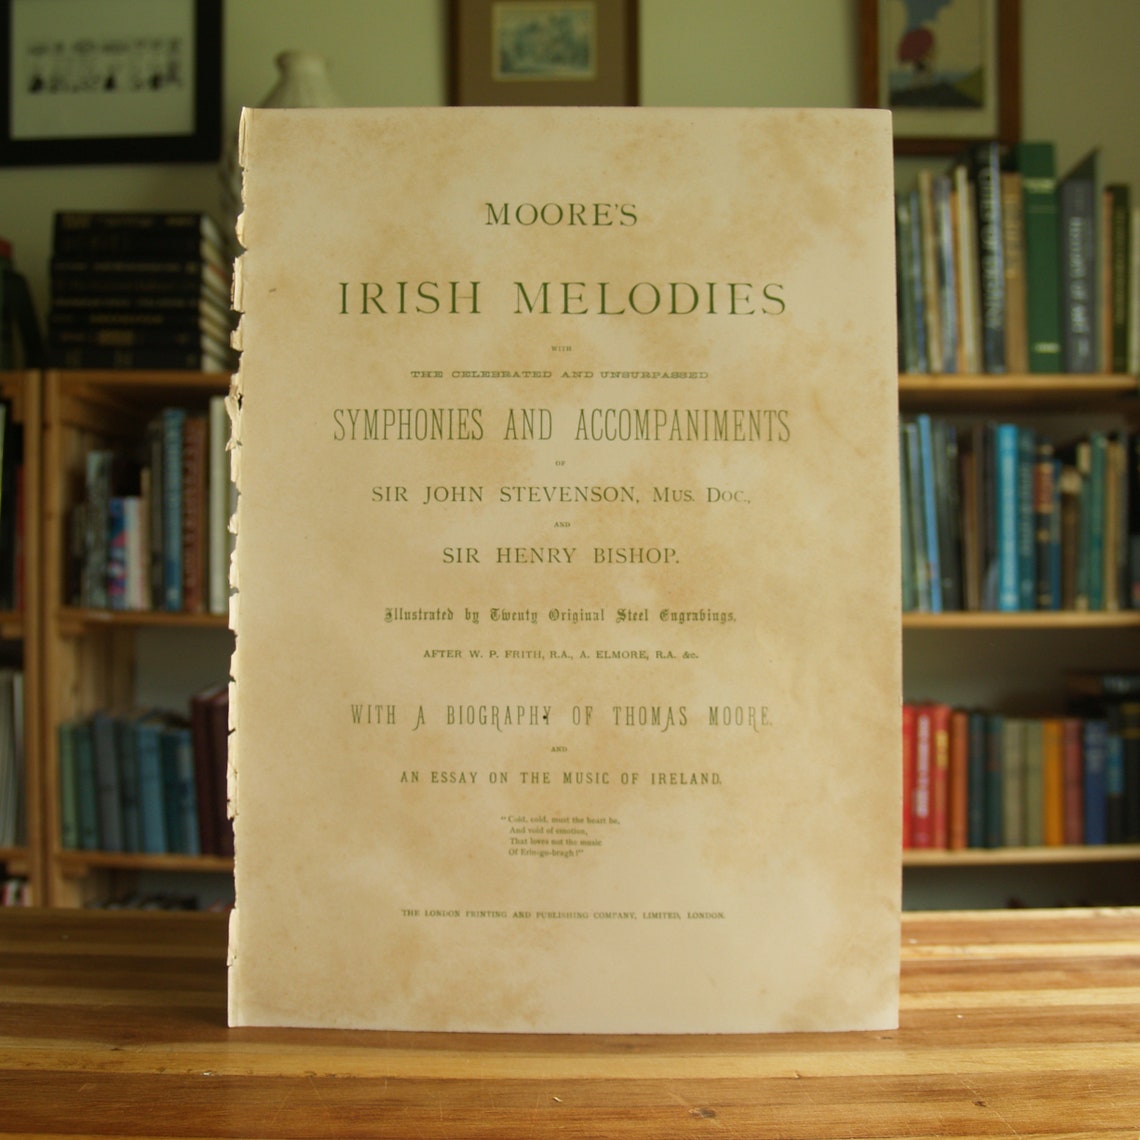 MOORE'S
IRISH MELODIES
WITH
THE CELEBRATED AND UNSURPASSED
SYMPHONIES AND ACCOMPANIMENTS
OF
SIR JOHN STEVENSON, Mus. Doc.,
AND
SIR HENRY BISHOP.
Illustrated by Twenty Original Steel Engravings,
AFTER W. P. FRITH, R.A., A. ELMORE, R.A. &c.
WITH A BIOGRAPHY OF THOMAS MOORE,
AND
AN ESSAY ON THE MUSIC OF IRELAND.
"Cold, cold, must the heart be,
And void of emotion,
That loves not the music
Of Erin-go-bragh!"
THE LONDON PRINTING AND PUBLISHING COMPANY, LIMITED, LONDON.